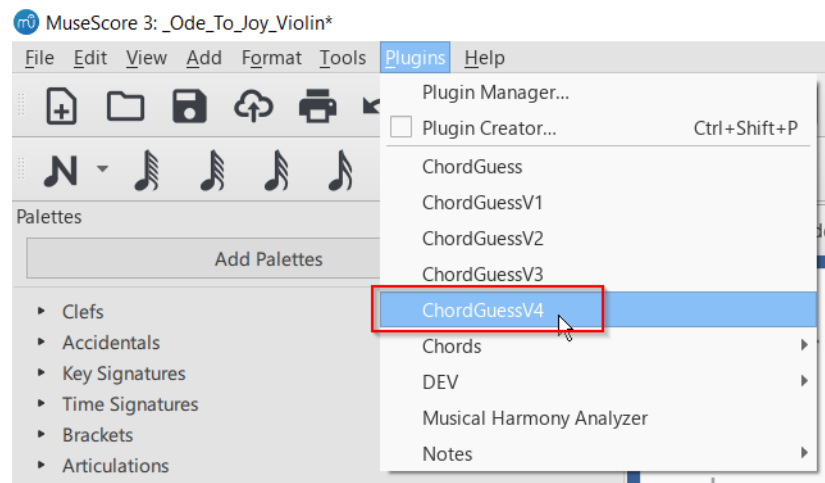 MuseScore 3: _Ode_To_Joy_Violin*
File Edit View Add Format Tools Plugins Help
Plugin Manager...
Plugin Creator... Ctrl+Shift+P
ChordGuess
ChordGuessV1
ChordGuessV2
ChordGuessV3
ChordGuessV4
Chords
DEV
Musical Harmony Analyzer
Notes
Palettes
Add Palettes
Clefs
Accidentals
Key Signatures
Time Signatures
Brackets
Articulations